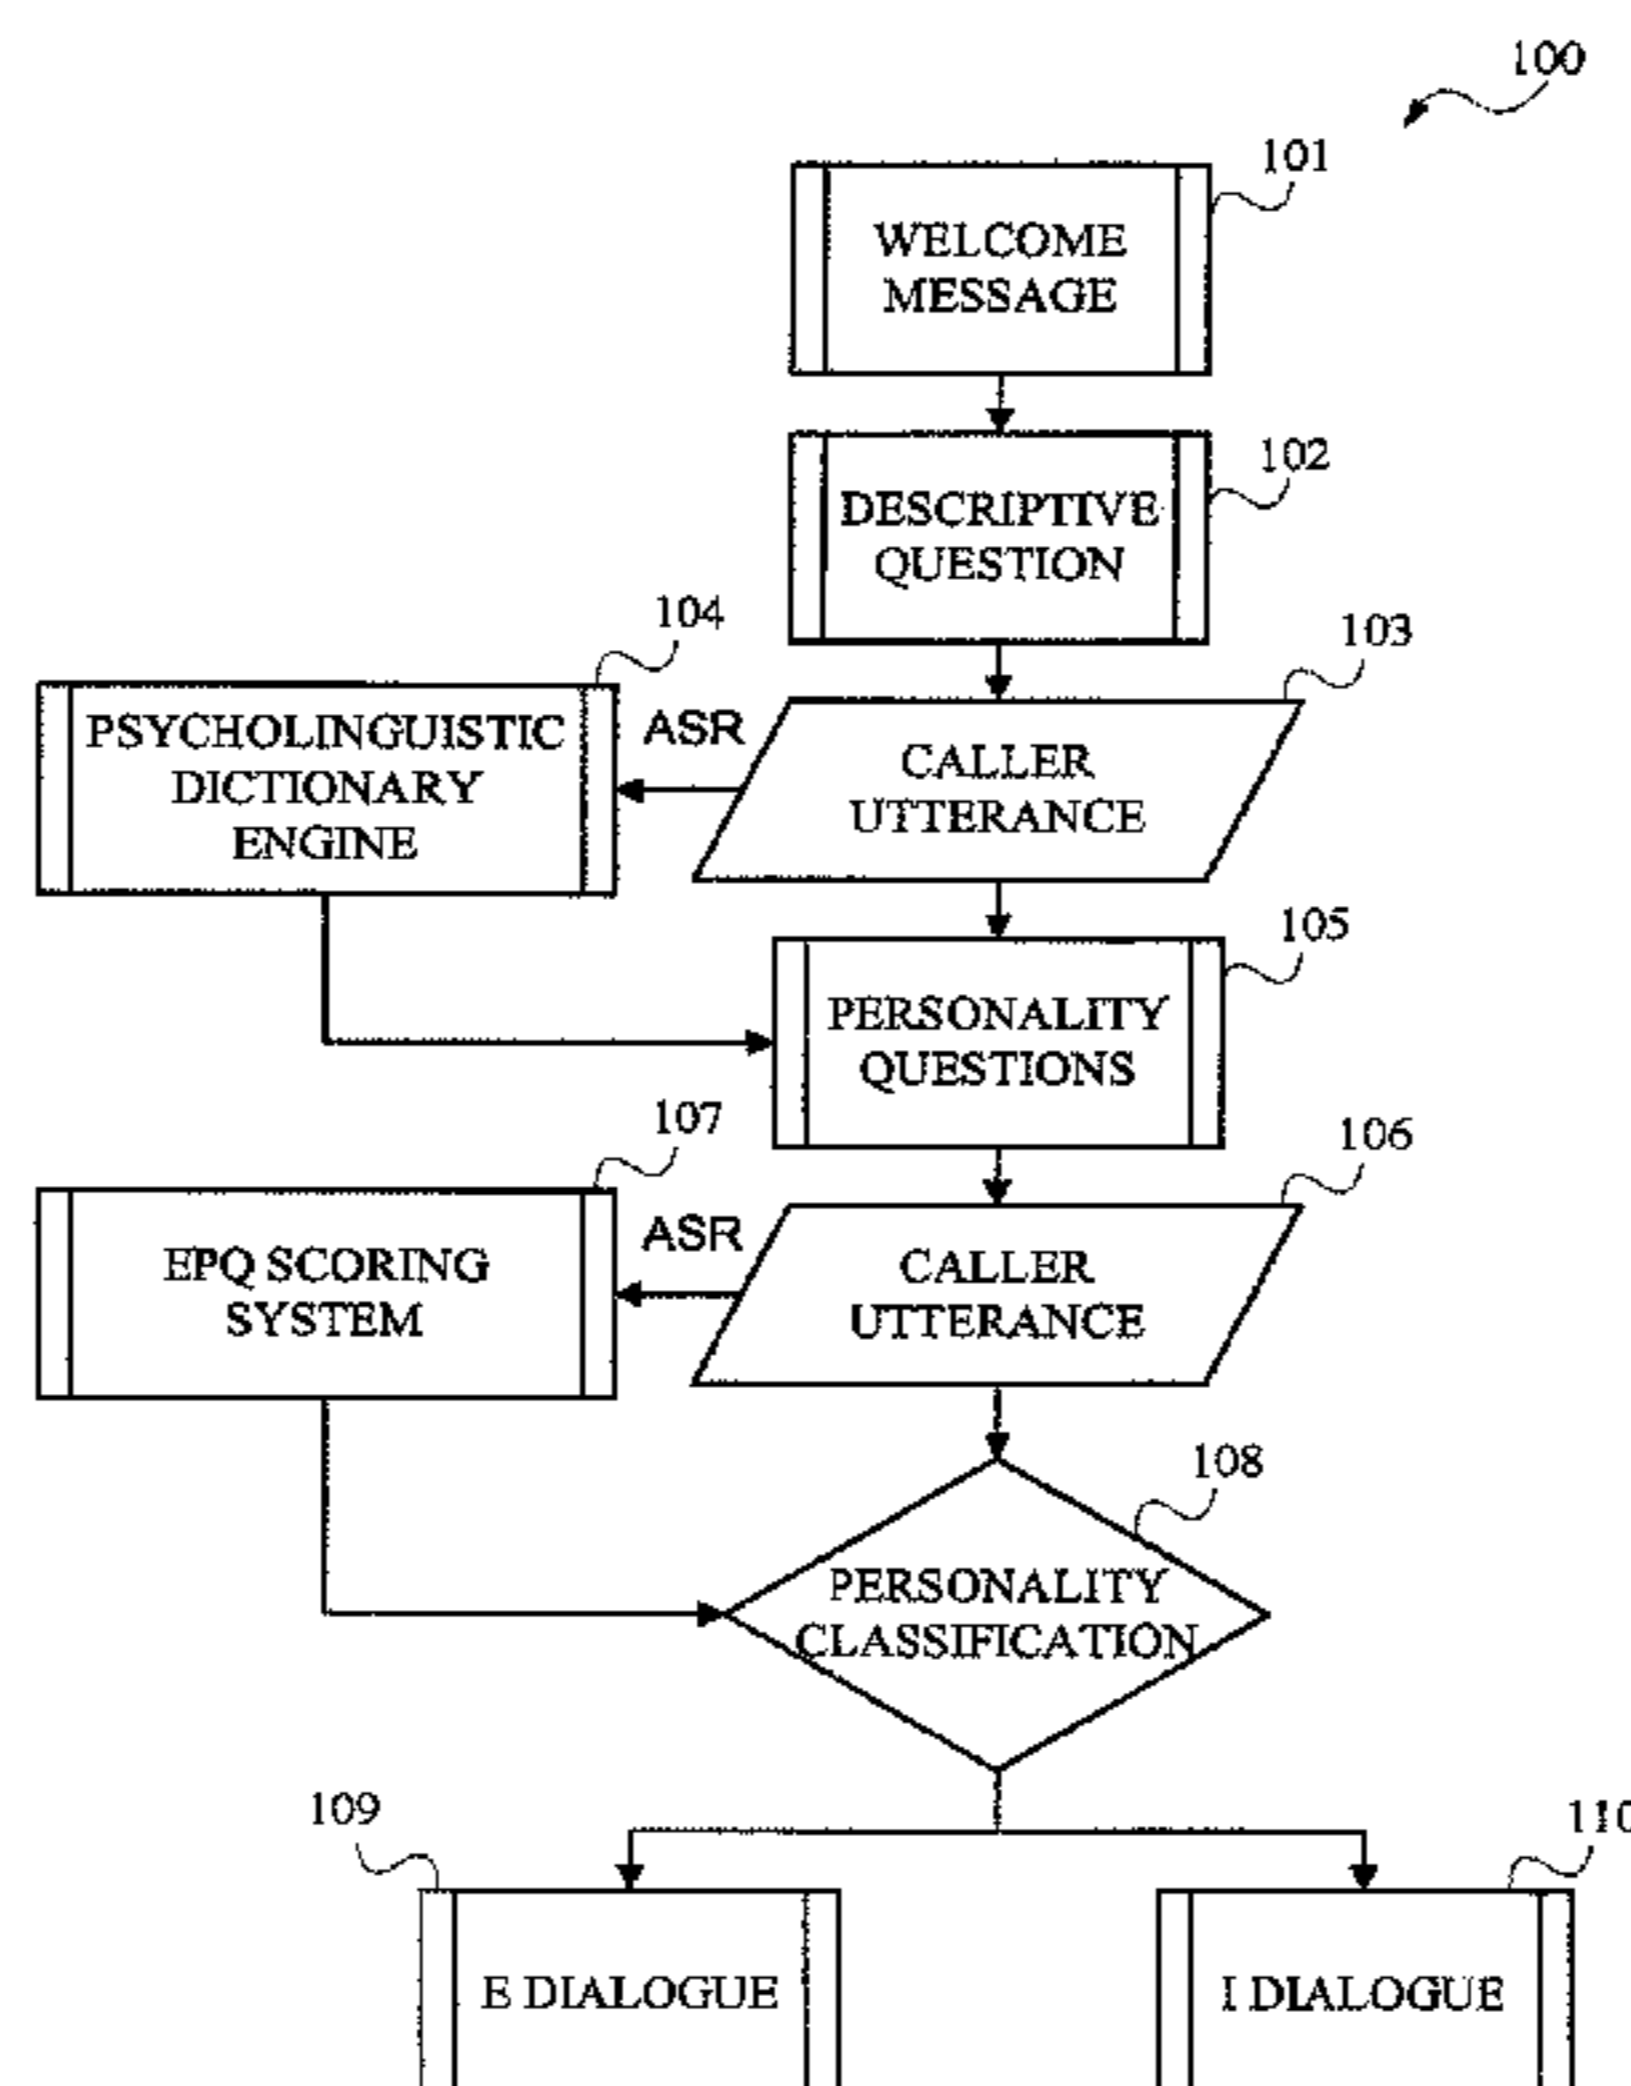 100
101
WELCOME
MESSAGE
102
DESCRIPTIVE
QUESTION
104
103
PSYCHOLINGUISTIC
DICTIONARY
ENGINE
ASR
CALLER
UTTERANCE
105
PERSONALITY
QUESTIONS
107
106
EPQ SCORING
SYSTEM
ASR
CALLER
UTTERANCE
108
PERSONALITY
CLASSIFICATION
109
110
E DIALOGUE
I DIALOGUE